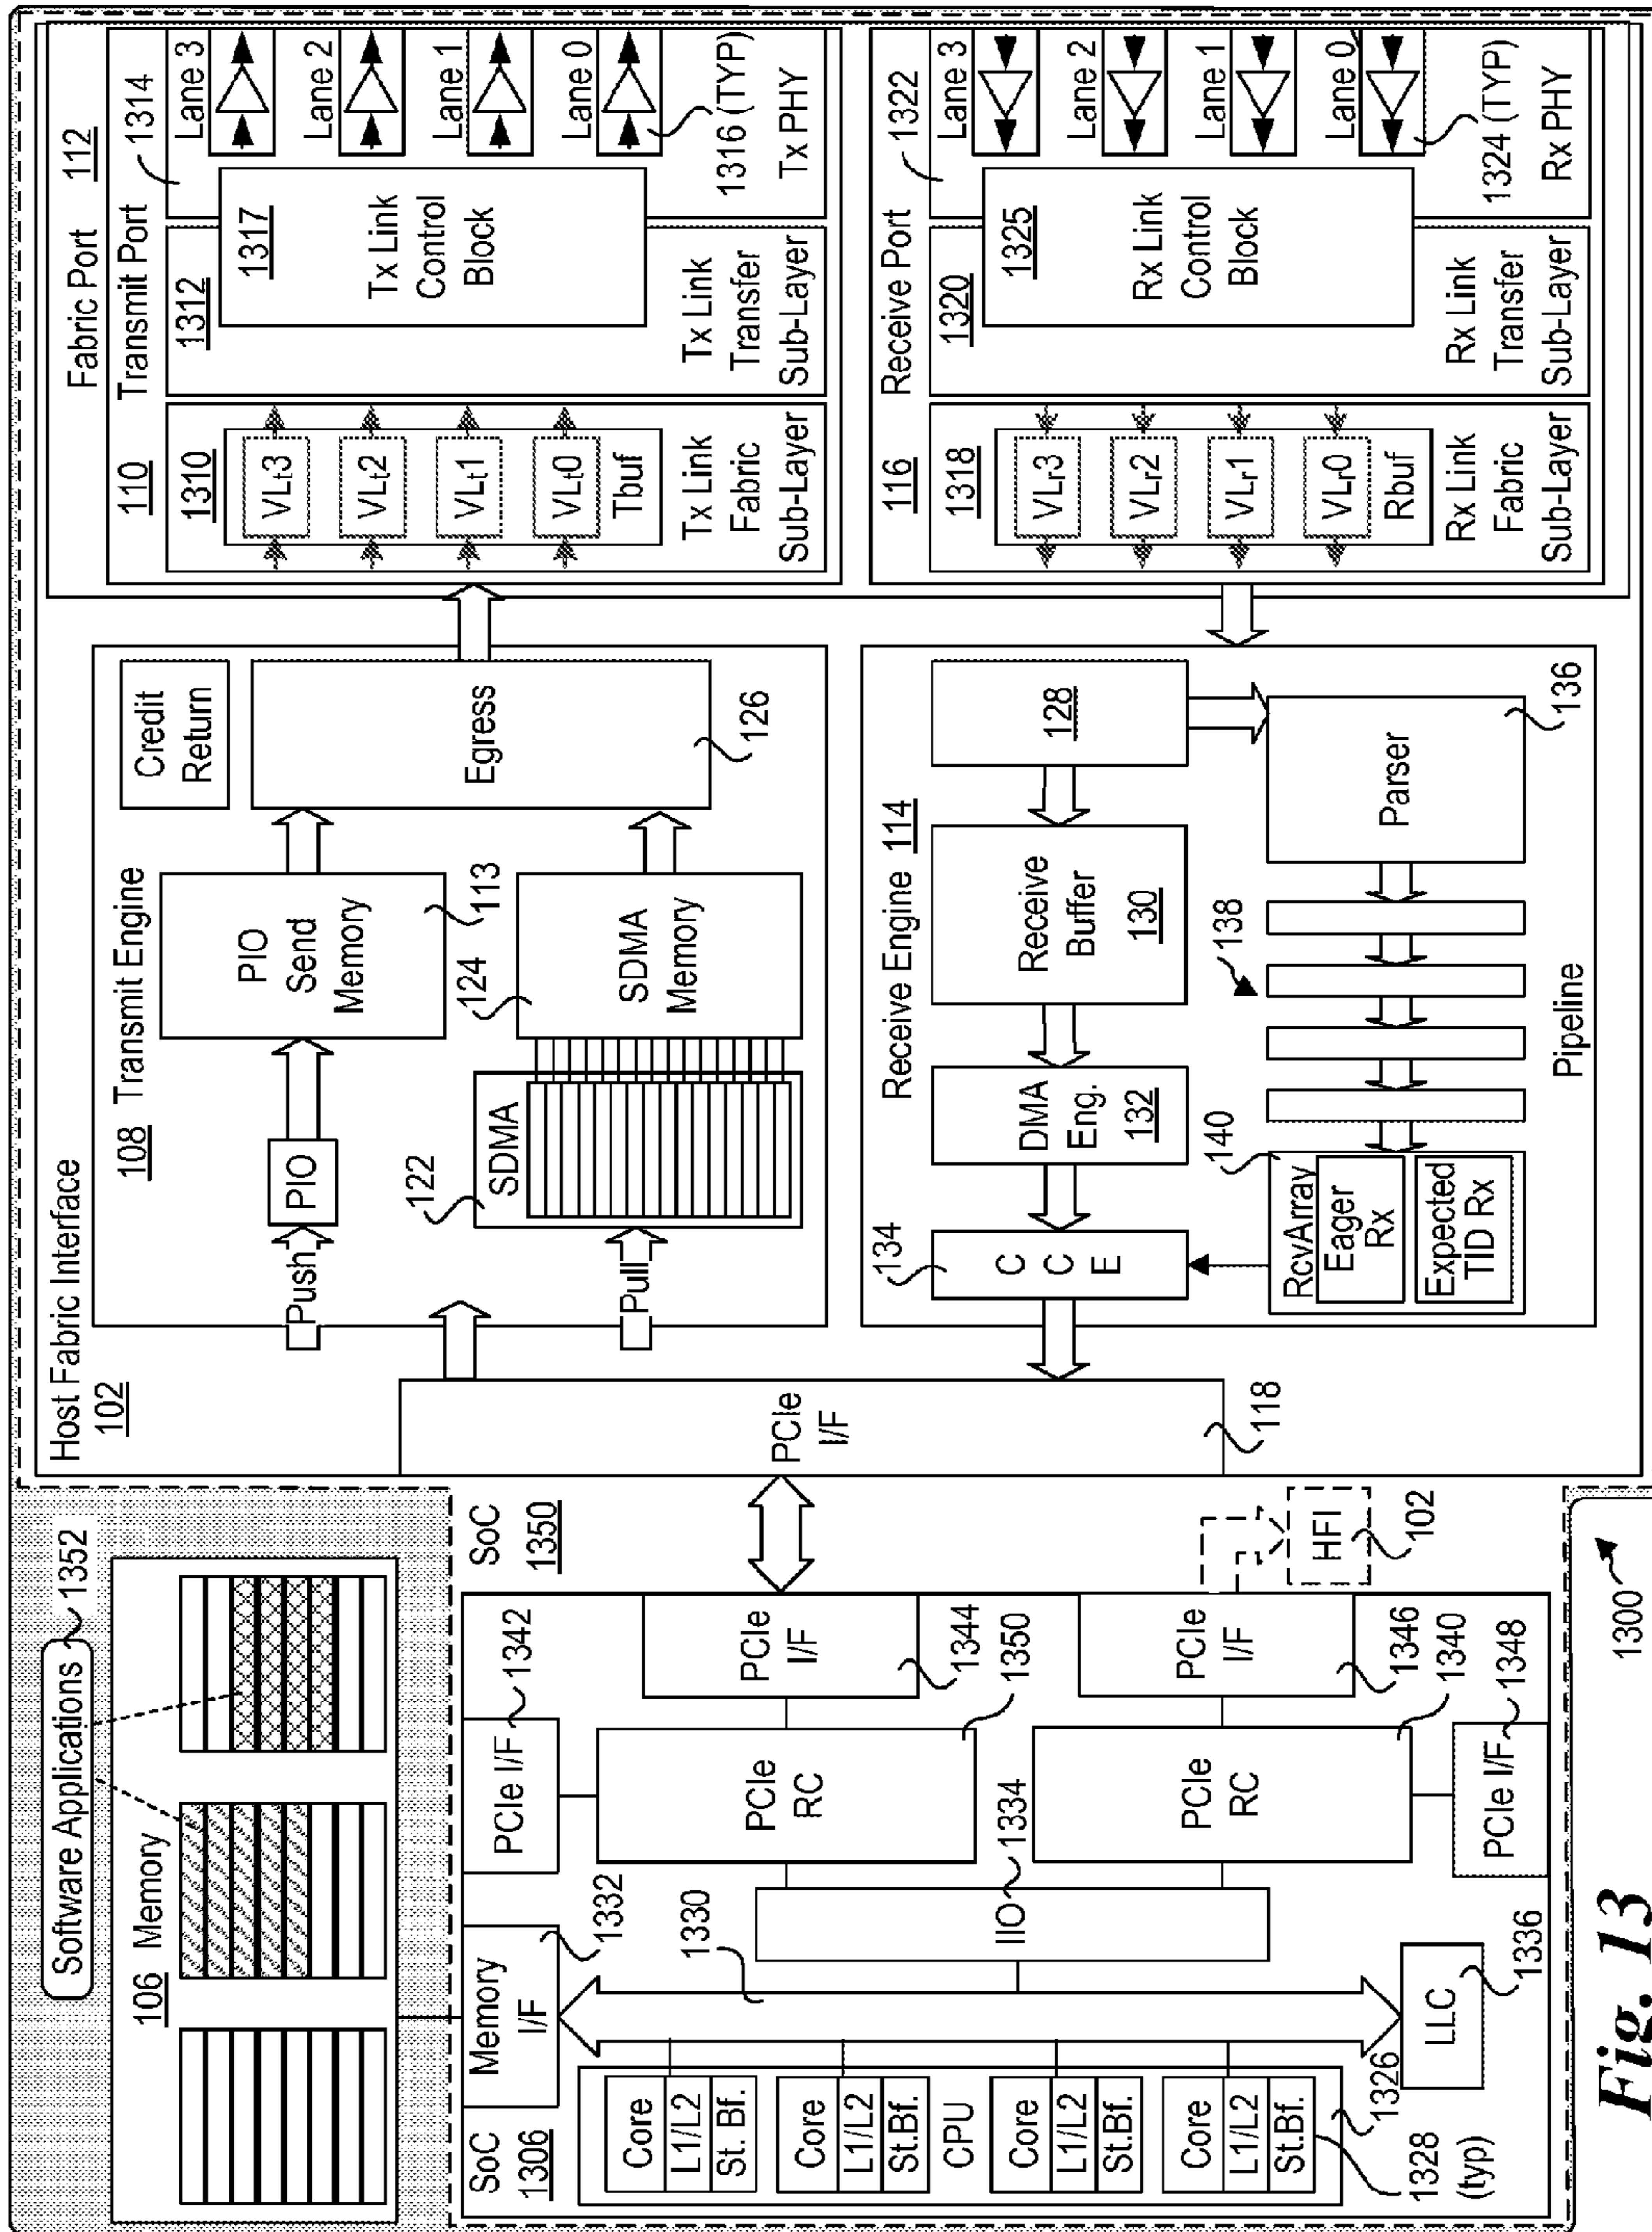 Software Applications
1352
106
Memory
SoC
1306
Memory
I/F
1332
PCIe I/F
1342
SoC
1350
Core
L1/L2
St. Bf.
Core
L1/L2
St.Bf.
CPU
Core
L1/L2
St.Bf.
Core
L1/L2
St.Bf.
1328
(typ)
1326
1330
LLC
1336
IIO
1334
PCIe
RC
1350
PCIe
RC
1340
PCIe
I/F
1344
PCIe
I/F
1346
PCIe I/F
1348
HFI
102
Host Fabric Interface
102
PCIe
I/F
118
108
Transmit Engine
Push
PIO
PIO
Send
Memory
113
Pull
122
SDMA
124
SDMA
Memory
Credit
Return
Egress
126
Receive Engine
114
128
Receive
Buffer
130
DMA
Eng.
132
134
C
C
E
Parser
136
138
Pipeline
140
RcvArray
Eager
Rx
Expected
TID Rx
Fabric Port
112
110
Transmit Port
1310
VLt3
VLt2
VLt1
VLt0
Tbuf
Tx Link
Fabric
Sub-Layer
1312
Tx Link
Transfer
Sub-Layer
1317
Tx Link
Control
Block
1314
Lane 3
Lane 2
Lane 1
Lane 0
1316 (TYP)
Tx PHY
116
Receive Port
1318
VLr3
VLr2
VLr1
VLr0
Rbuf
Rx Link
Fabric
Sub-Layer
1320
Rx Link
Transfer
Sub-Layer
1325
Rx Link
Control
Block
1322
Lane 3
Lane 2
Lane 1
Lane 0
1324 (TYP)
Rx PHY
1300
Fig. 13